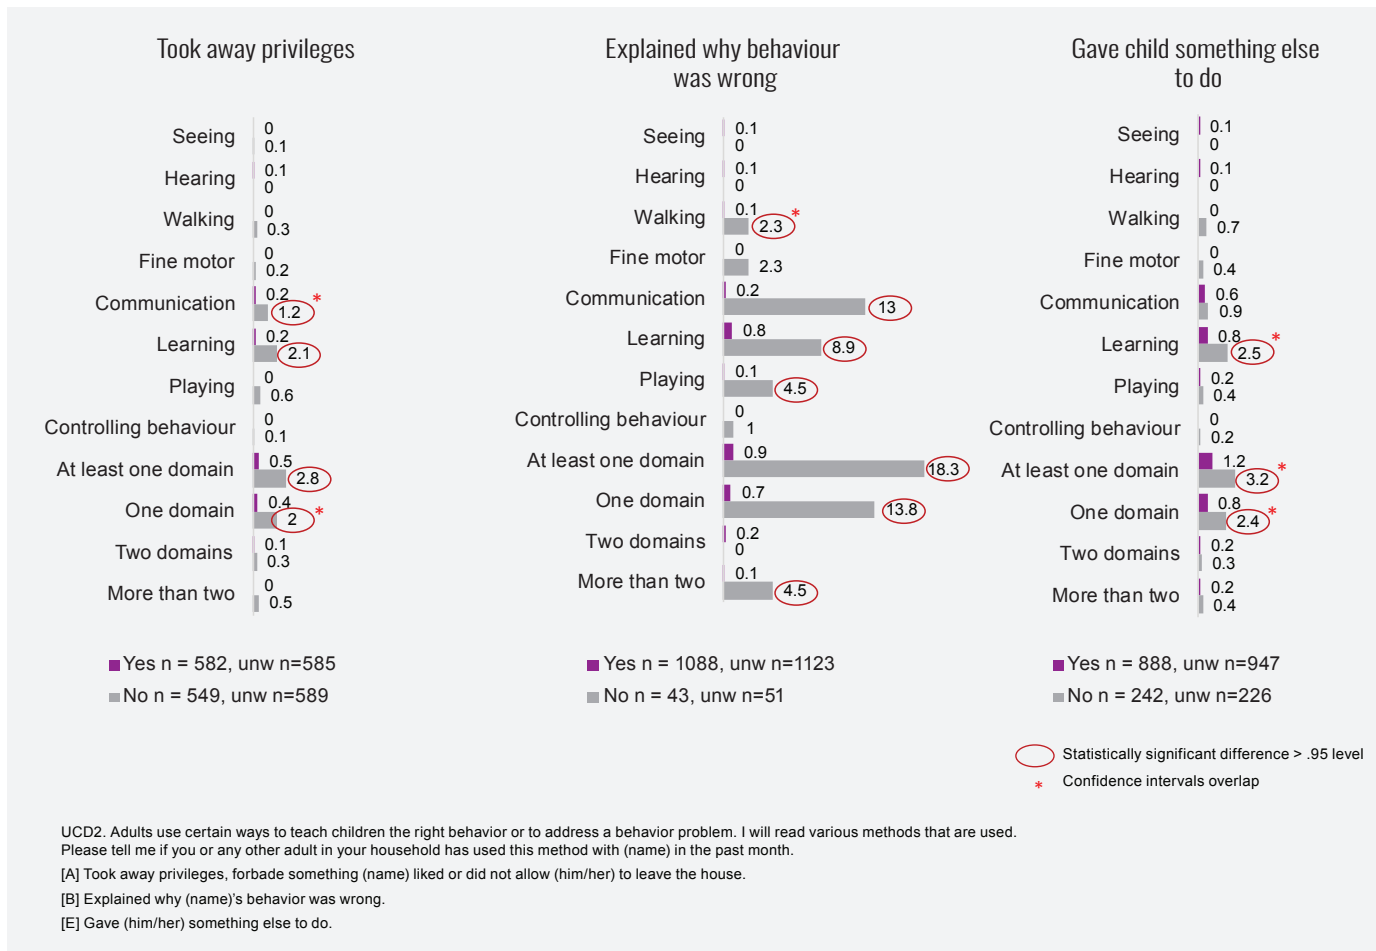 Took away privileges
Seeing
0
0.1
Hearing
0.1
0
Walking
0
0.3
Fine motor
0
0.2
Communication
0.2
*
1.2
Learning
0.2
2.1
Playing
0
0.6
Controlling behaviour
0
0.1
At least one domain
0.5
2.8
One domain
0.4
*
2
Two domains
0.1
0.3
More than two
0
0.5
Yes n = 582, unw n=585
No n = 549, unw n=589
Explained why behaviour
was wrong
Seeing
0.1
0
Hearing
0.1
0
Walking
0.1
*
2.3
Fine motor
0
2.3
Communication
0.2
13
Learning
0.8
8.9
Playing
0.1
4.5
Controlling behaviour
0
1
At least one domain
0.9
18.3
One domain
0.7
13.8
Two domains
0.2
0
More than two
0.1
4.5
Yes n = 1088, unw n=1123
No n = 43, unw n=51
Gave child something else
to do
Seeing
0.1
0
Hearing
0.1
0
Walking
0
0.7
Fine motor
0
0.4
Communication
0.6
0.9
Learning
0.8
*
2.5
Playing
0.2
0.4
Controlling behaviour
0
0.2
At least one domain
1.2
*
3.2
One domain
0.8
*
2.4
Two domains
0.2
0.3
More than two
0.2
0.4
Yes n = 888, unw n=947
No n = 242, unw n=226
Statistically significant difference > .95 level
* Confidence intervals overlap
UCD2. Adults use certain ways to teach children the right behavior or to address a behavior problem. I will read various methods that are used.
Please tell me if you or any other adult in your household has used this method with (name) in the past month.
[A] Took away privileges, forbade something (name) liked or did not allow (him/her) to leave the house.
[B] Explained why (name)'s behavior was wrong.
[E] Gave (him/her) something else to do.